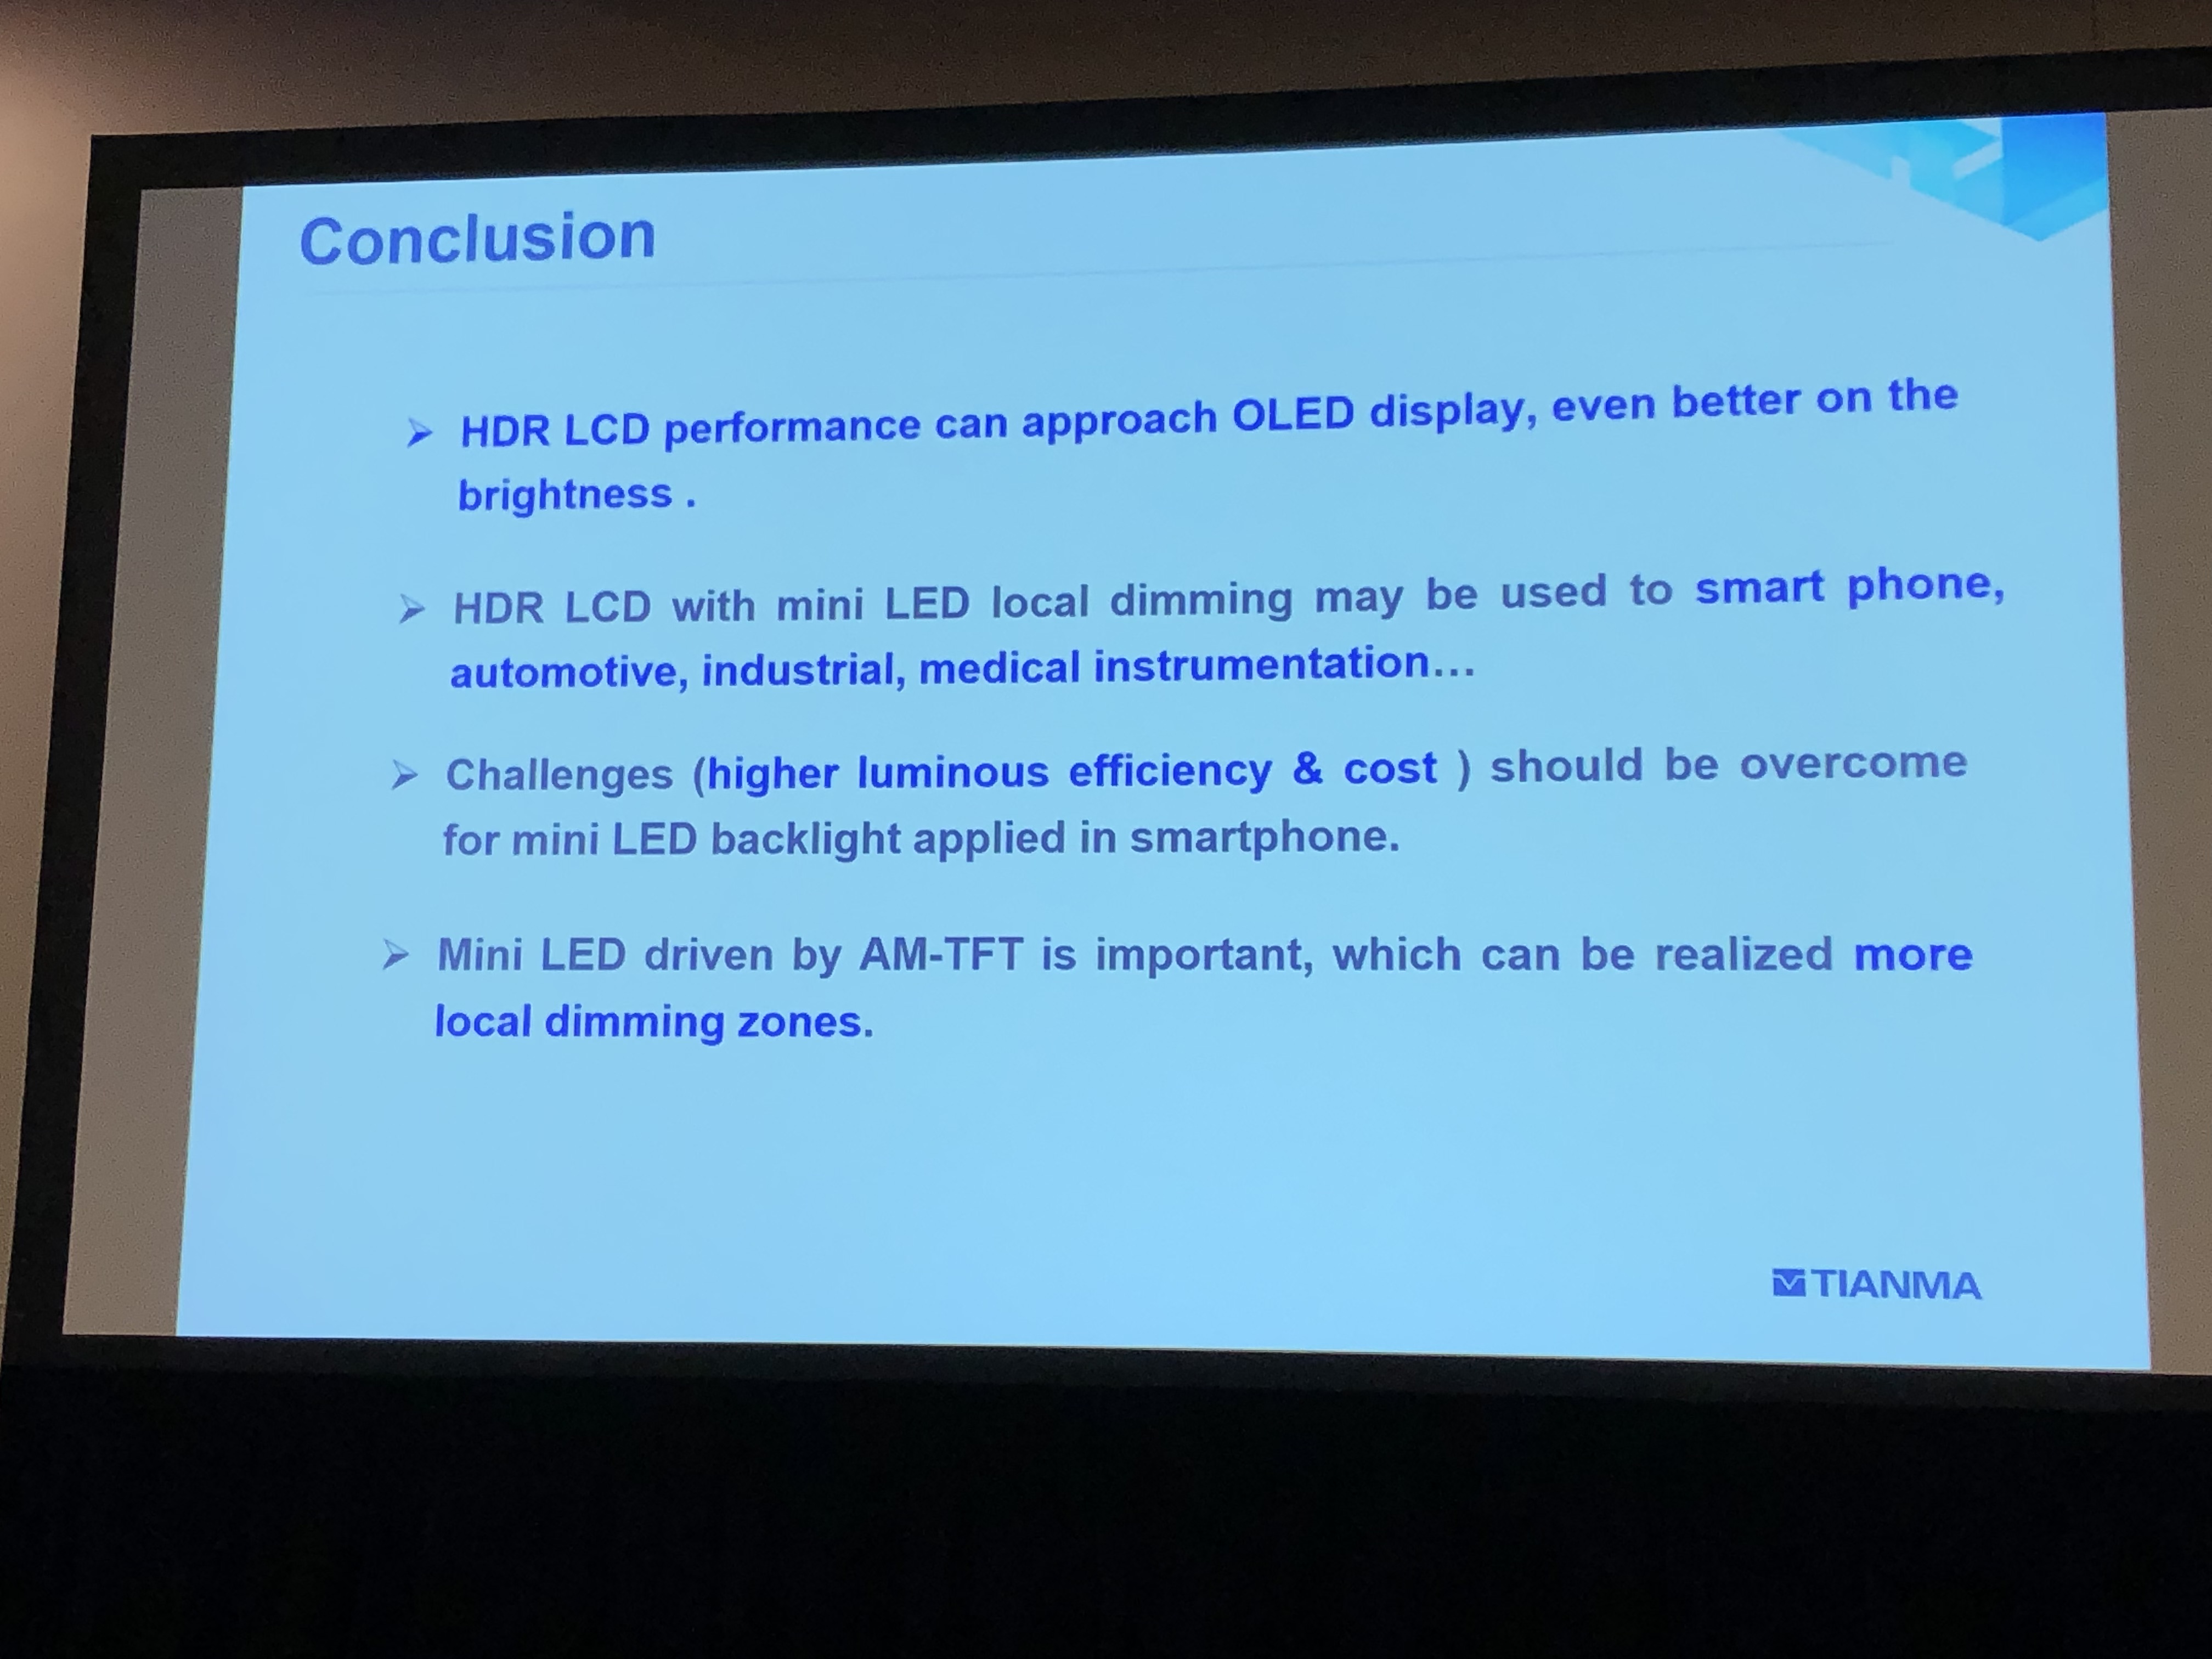 Conclusion
➢ HDR LCD performance can approach OLED display, even better on the
brightness .
➢ HDR LCD with mini LED local dimming may be used to smart phone,
automotive, industrial, medical instrumentation…
➢ Challenges (higher luminous efficiency & cost ) should be overcome
for mini LED backlight applied in smartphone.
➢ Mini LED driven by AM-TFT is important, which can be realized more
local dimming zones.
TIANMA